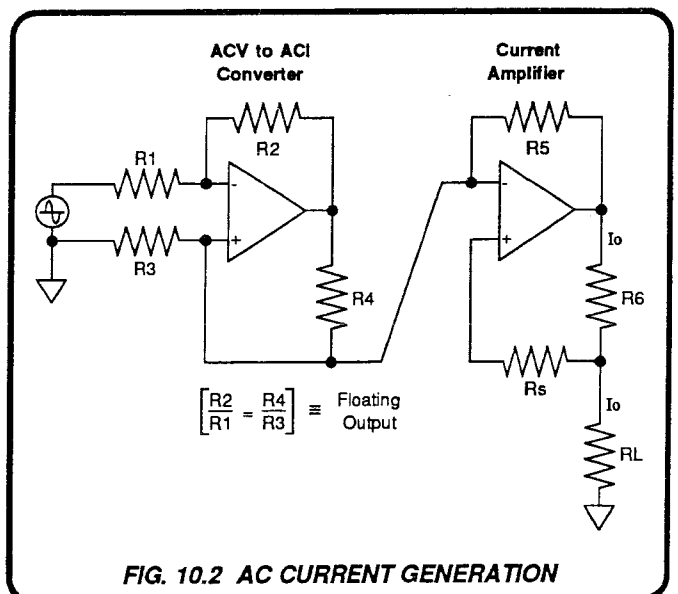 ACV to ACI
Converter
Current
Amplifier
R2
R5
R1
-
-
+
+
R3
Io
R4
R6
Rs
[R2/R1 = R4/R3] ≡ Floating
Output
Io
RL
FIG. 10.2 AC CURRENT GENERATION